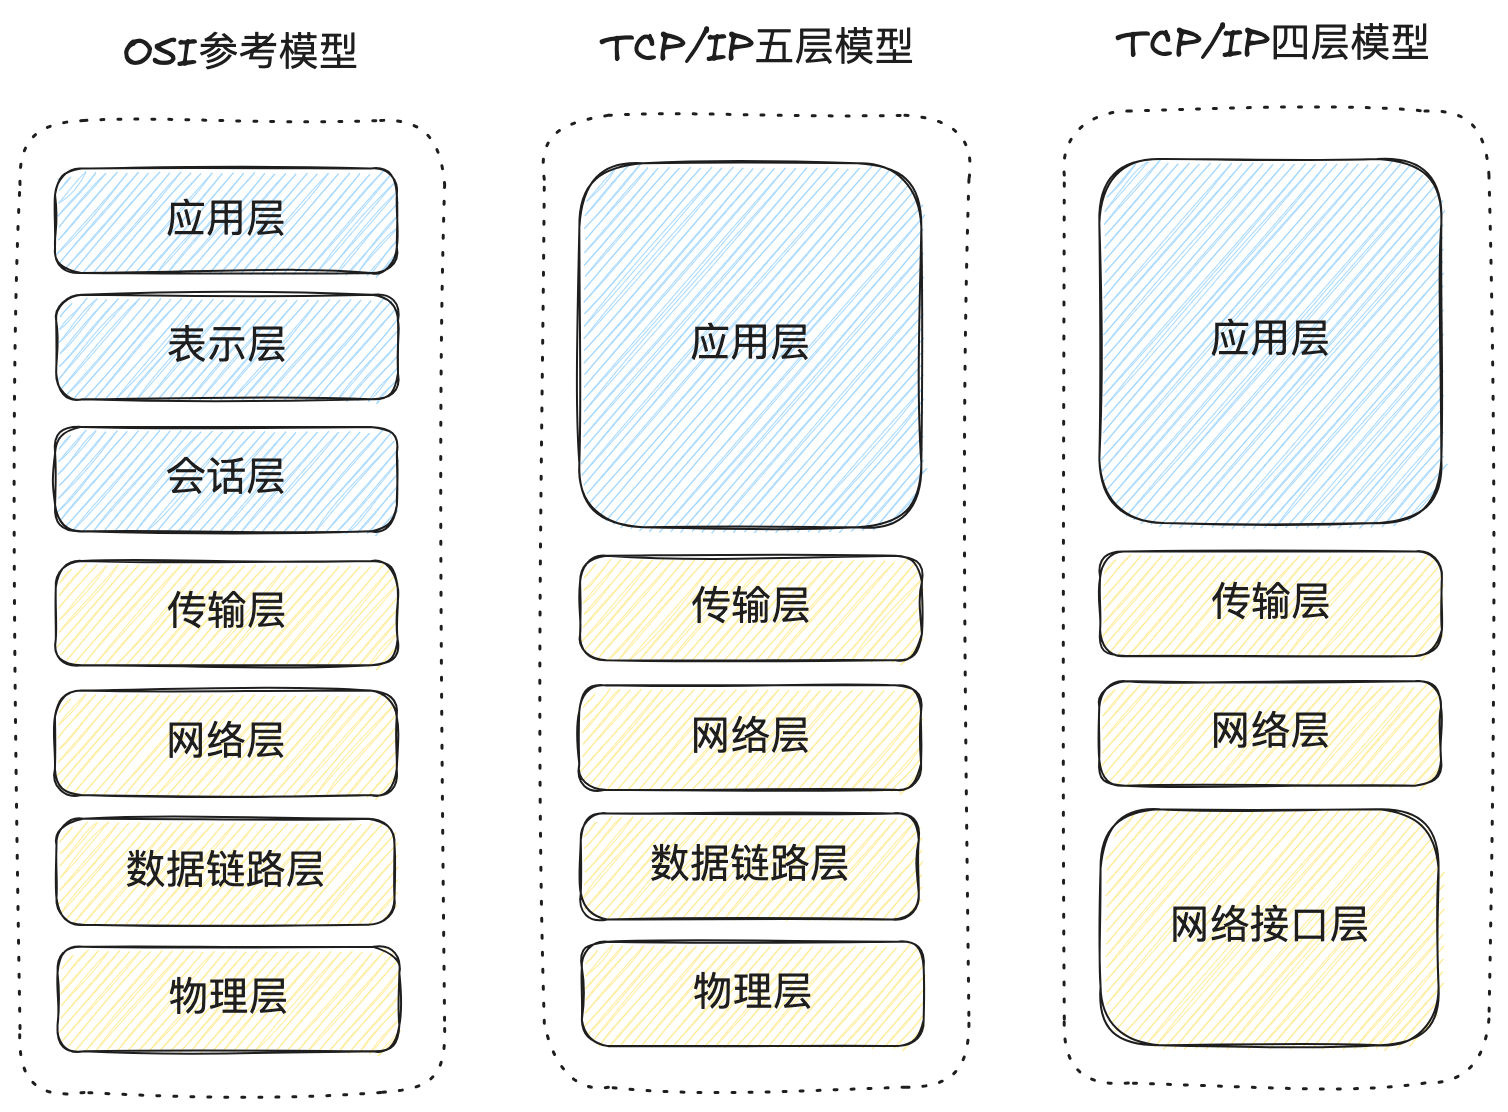 OSI参考模型
应用层
表示层
会话层
传输层
网络层
数据链路层
物理层
TCP/IP五层模型
应用层
传输层
网络层
数据链路层
物理层
TCP/IP四层模型
应用层
传输层
网络层
网络接口层